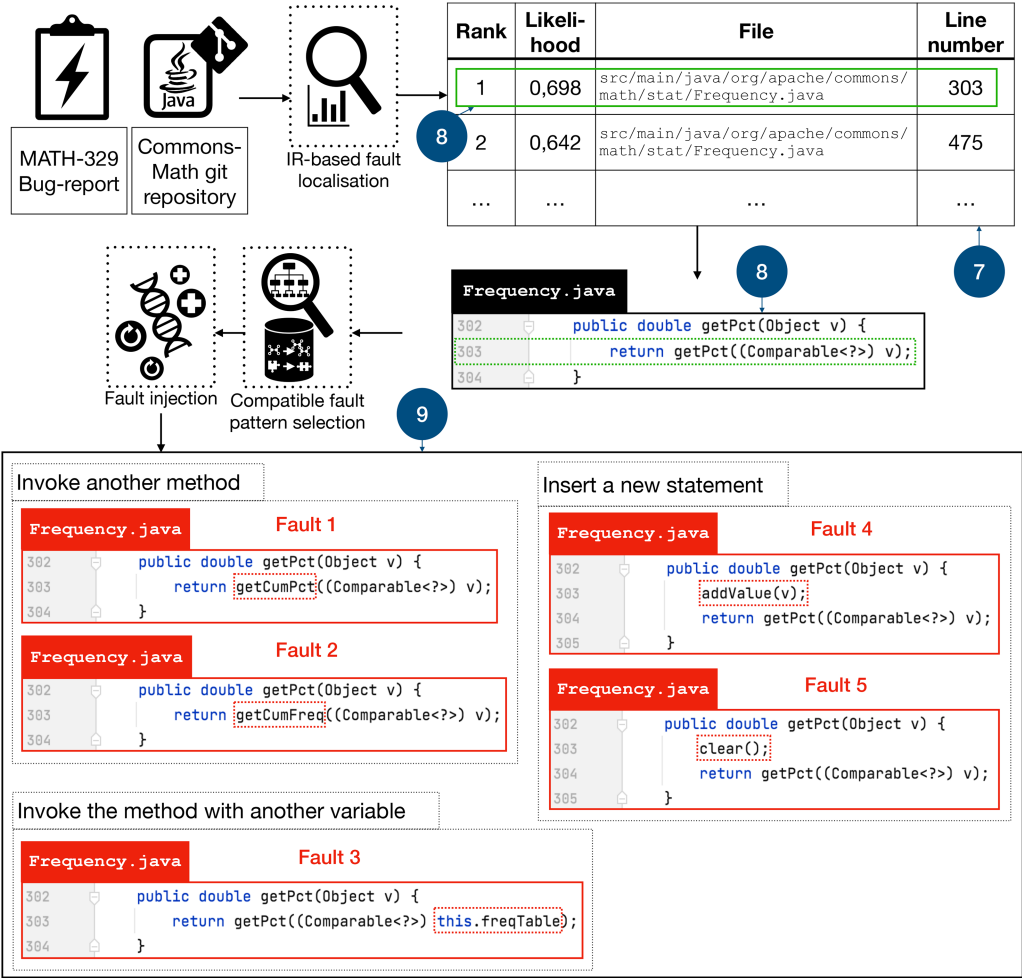 Java
MATH-329
Bug-report
Commons-
Math git
repository
IR-based fault
localisation
Rank
Likeli-
hood
File
Line
number
1
0,698
src/main/java/org/apache/commons/
math/stat/Frequency.java
303
8
2
0,642
src/main/java/org/apache/commons/
math/stat/Frequency.java
475
...
...
...
...
8
7
Frequency.java
302 public double getPct(Object v) {
303 return getPct((Comparable<?>) v);
304 }
Fault injection
Compatible fault
pattern selection
9
Invoke another method
Frequency.java
Fault 1
302 public double getPct(Object v) {
303 return getCumPct((Comparable<?>) v);
304 }
Frequency.java
Fault 2
302 public double getPct(Object v) {
303 return getCumFreq((Comparable<?>) v);
304 }
Invoke the method with another variable
Frequency.java
Fault 3
302 public double getPct(Object v) {
303 return getPct((Comparable<?>) this.freqTable);
304 }
Insert a new statement
Frequency.java
Fault 4
302 public double getPct(Object v) {
303 addValue(v);
304 return getPct((Comparable<?>) v);
305 }
Frequency.java
Fault 5
302 public double getPct(Object v) {
303 clear();
304 return getPct((Comparable<?>) v);
305 }